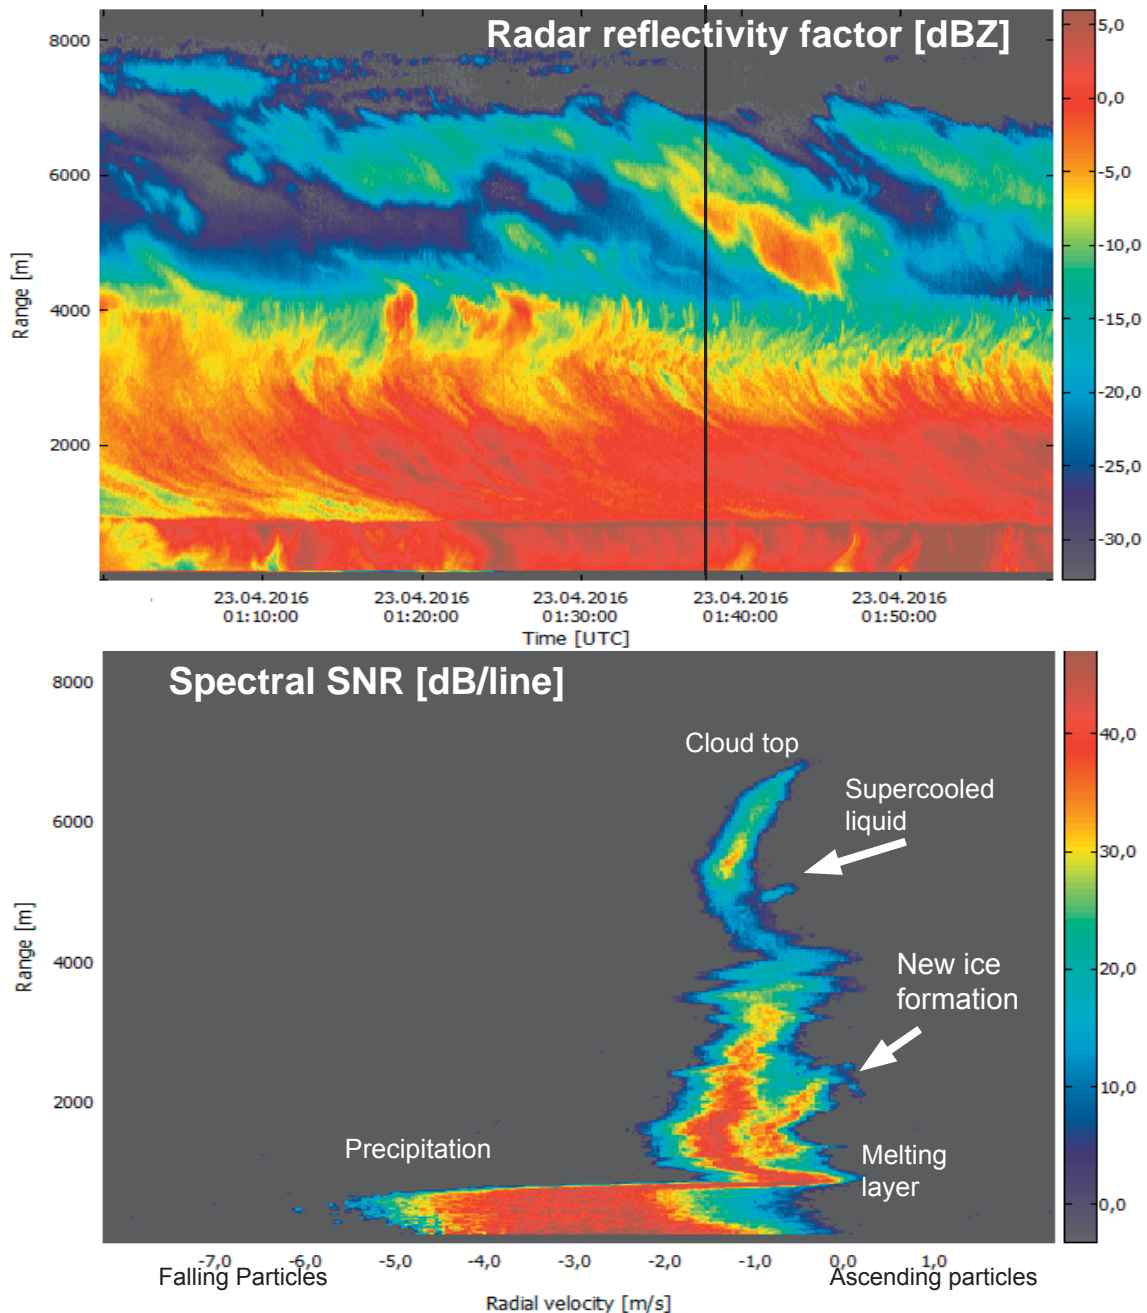 Radar reflectivity factor [dBZ]
8000
6000
4000
2000
Range [m]
5,0
0,0
-5,0
-10,0
-15,0
-20,0
-25,0
-30,0
23.04.2016 23.04.2016 23.04.2016 23.04.2016 23.04.2016
01:10:00 01:20:00 01:30:00 01:40:00 01:50:00
Time [UTC]
Spectral SNR [dB/line]
8000
6000
4000
2000
Range [m]
Cloud top
Supercooled
liquid
New ice
formation
Precipitation
Melting
layer
40,0
30,0
20,0
10,0
0,0
-7,0 -6,0 -5,0 -4,0 -3,0 -2,0 -1,0 0,0 1,0
Falling Particles
Ascending particles
Radial velocity [m/s]